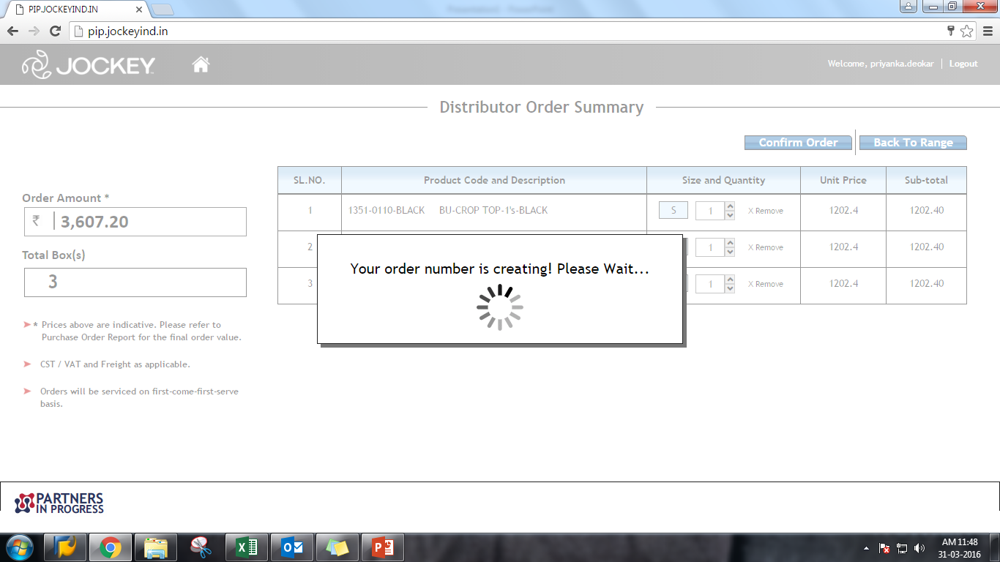 PIP.JOCKEYIND.IN
pip.jockeyind.in
JOCKEY
Welcome, priyanka.deokar | Logout
Distributor Order Summary
Confirm Order
Back To Range
SL.NO. Product Code and Description Size and Quantity Unit Price Sub-total
1 1351-0110-BLACK BU-CROP TOP-1's-BLACK S 1 X Remove 1202.4 1202.40
2 1 X Remove 1202.4 1202.40
3 1 X Remove 1202.4 1202.40
Order Amount *
₹ 3,607.20
Total Box(s)
3
Your order number is creating! Please Wait...
* Prices above are indicative. Please refer to
Purchase Order Report for the final order value.
CST / VAT and Freight as applicable.
Orders will be serviced on first-come-first-serve
basis.
PARTNERS
IN PROGRESS
AM 11:48
31-03-2016